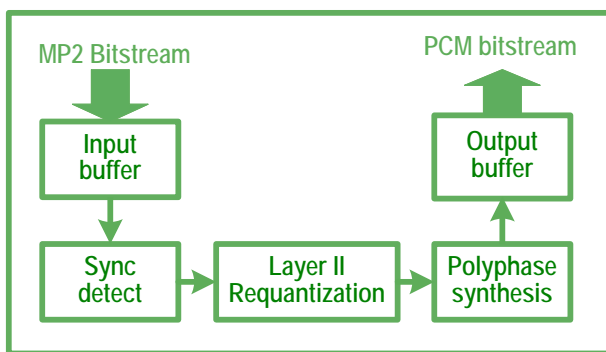 MP2 Bitstream
PCM bitstream
Input
buffer
Output
buffer
Sync
detect
Layer II
Requantization
Polyphase
synthesis